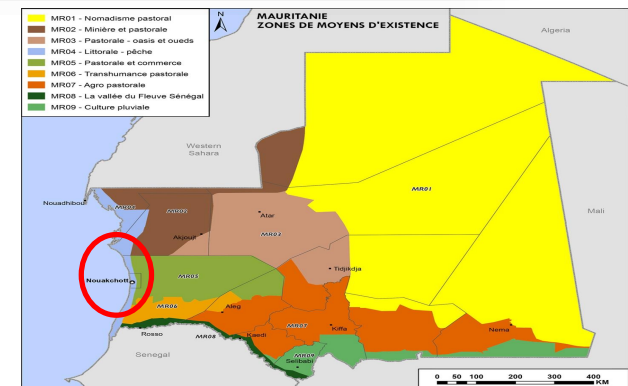 MR01 - Nomadisme pastoral
MR02 - Minière et pastorale
MR03 - Pastorale - oasis et oueds
MR04 - Littorale - pêche
MR05 - Pastorale et commerce
MR06 - Transhumance pastorale
MR07 - Agro pastorale
MR08 - La vallée du Fleuve Sénégal
MR09 - Culture pluviale
N
MAURITANIE
ZONES DE MOYENS D'EXISTENCE
Algeria
Western
Sahara
Nouadhibou
MR02
MR01
Mali
Atar
Akjoujt
MR03
Tidjikdja
Nouakchott
MR05
MR06
Aleg
MR07
Kiffa
Nema
Rosso
MR08
Kaedi
MR09
Selibabi
Senegal
0 50 100 200 300 400
KM